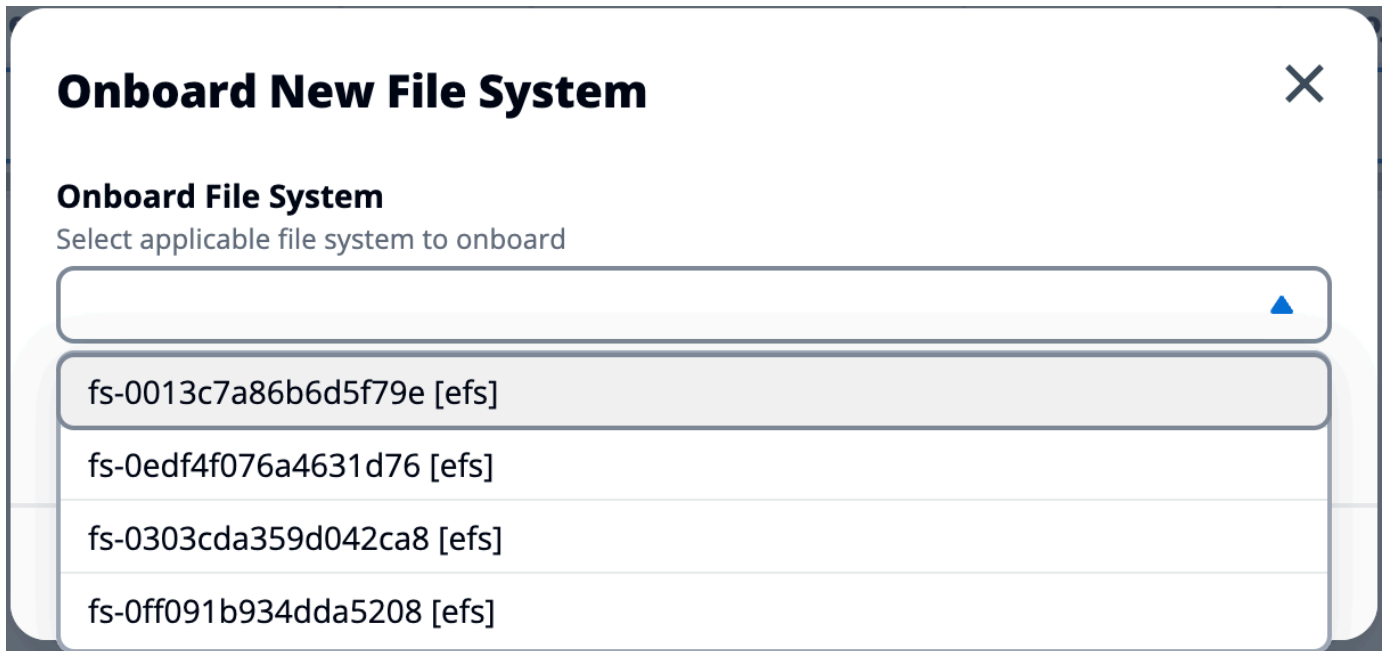 Onboard New File System
Onboard File System
Select applicable file system to onboard
fs-0013c7a86b6d5f79e [efs]
fs-0edf4f076a4631d76 [efs]
fs-0303cda359d042ca8 [efs]
fs-0ff091b934dda5208 [efs]